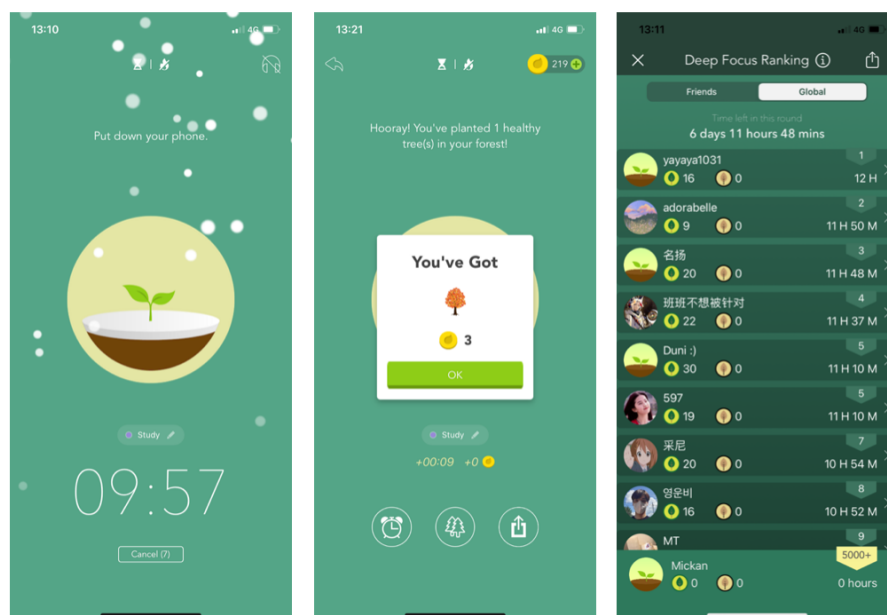 13:10
4G
Put down your phone.
Study
09:57
Cancel (7)
13:21
4G
219
Hooray! You've planted 1 healthy
tree(s) in your forest!
You've Got
3
OK
Study
+00:09 +0
13:11
4G
Deep Focus Ranking
Friends
Global
Time left in this round
6 days 11 hours 48 mins
yayaya1031
1
16 0
12 H
adorabelle
2
9 0
11 H 50 M
名扬
3
20 0
11 H 48 M
班班不想被针对
4
22 0
11 H 37 M
Duni :)
5
30 0
11 H 10 M
597
5
19 0
11 H 10 M
采尼
7
20 0
10 H 54 M
영운비
8
16 0
10 H 52 M
MT
9
Mickan
5000+
0 0
0 hours